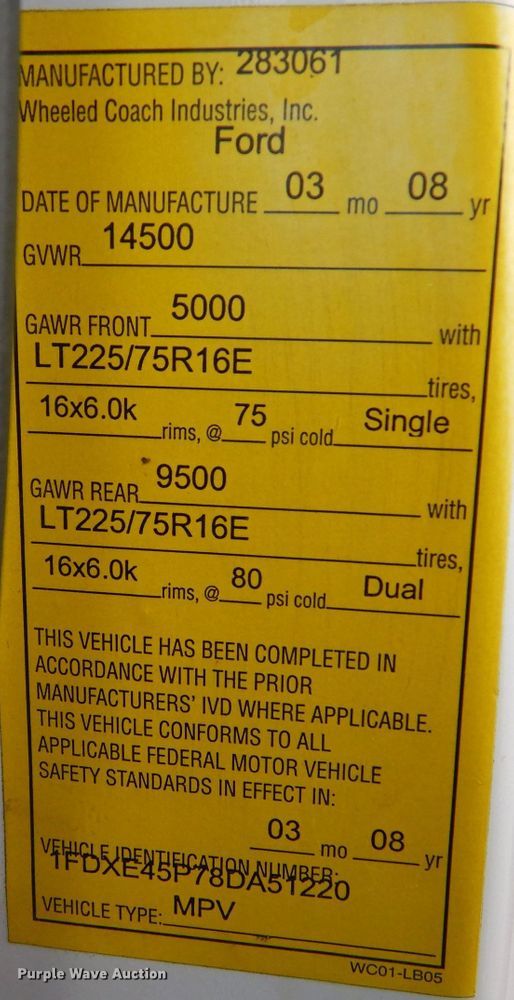 MANUFACTURED BY: 283061
Wheeled Coach Industries, Inc.
Ford
DATE OF MANUFACTURE 03 mo 08 yr
GVWR 14500
GAWR FRONT 5000 with
LT225/75R16E tires,
16x6.0k rims, @ 75 psi cold Single
GAWR REAR 9500 with
LT225/75R16E tires,
16x6.0k rims, @ 80 psi cold Dual
THIS VEHICLE HAS BEEN COMPLETED IN
ACCORDANCE WITH THE PRIOR
MANUFACTURERS' IVD WHERE APPLICABLE.
THIS VEHICLE CONFORMS TO ALL
APPLICABLE FEDERAL MOTOR VEHICLE
SAFETY STANDARDS IN EFFECT IN:
03 mo 08 yr
VEHICLE IDENTIFICATION NUMBER:
1FDXE45P78DA51220
VEHICLE TYPE: MPV
WC01-LB05
Purple Wave Auction